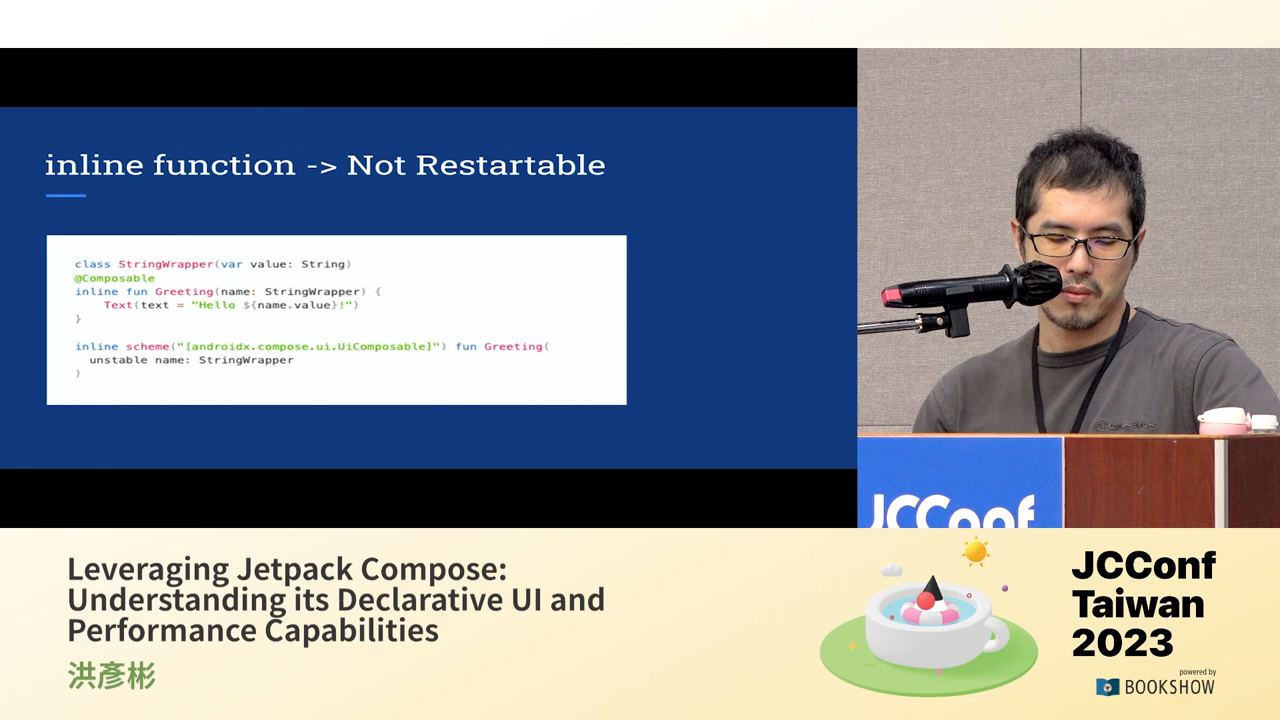 inline function -> Not Restartable
class StringWrapper(var value: String)
@Composable
inline fun Greeting(name: StringWrapper) {
Text(text = "Hello ${name.value}!")
}
inline scheme("[androidx.compose.ui.UiComposable]") fun Greeting(
unstable name: StringWrapper
)
JCConf
Leveraging Jetpack Compose:
Understanding its Declarative UI and
Performance Capabilities
洪彥彬
JCConf
Taiwan
2023
powered by
BOOKSHOW